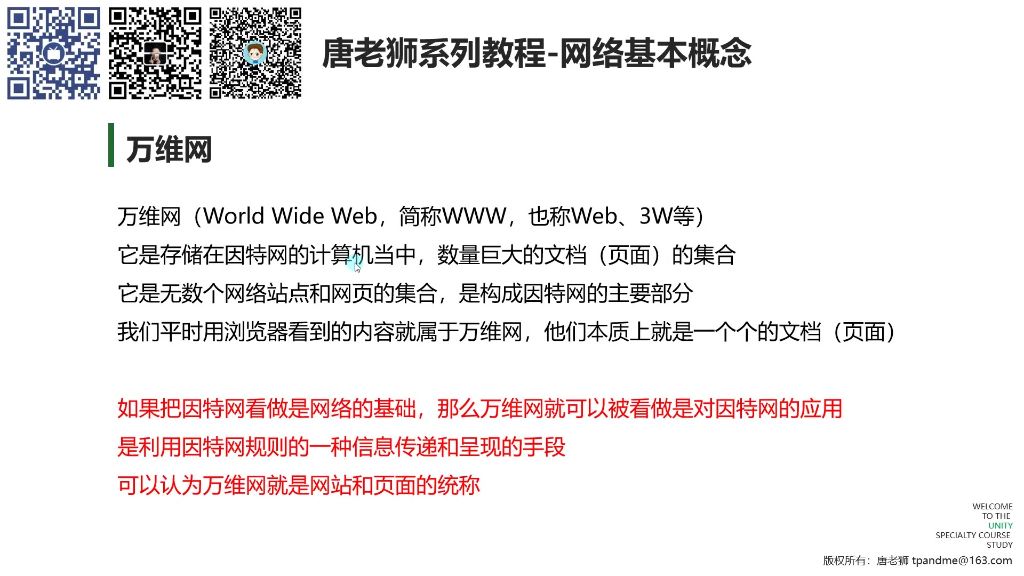 唐老狮系列教程-网络基本概念
万维网
万维网（World Wide Web，简称WWW，也称Web、3W等）
它是存储在因特网的计算机当中，数量巨大的文档（页面）的集合
它是无数个网络站点和网页的集合，是构成因特网的主要部分
我们平时用浏览器看到的内容就属于万维网，他们本质上就是一个个的文档（页面）
如果把因特网看做是网络的基础，那么万维网就可以被看做是对因特网的应用
是利用因特网规则的一种信息传递和呈现的手段
可以认为万维网就是网站和页面的统称
WELCOME
TO THE
UNITY
SPECIALTY COURSE
STUDY
版权所有：唐老狮 tpandme@163.com